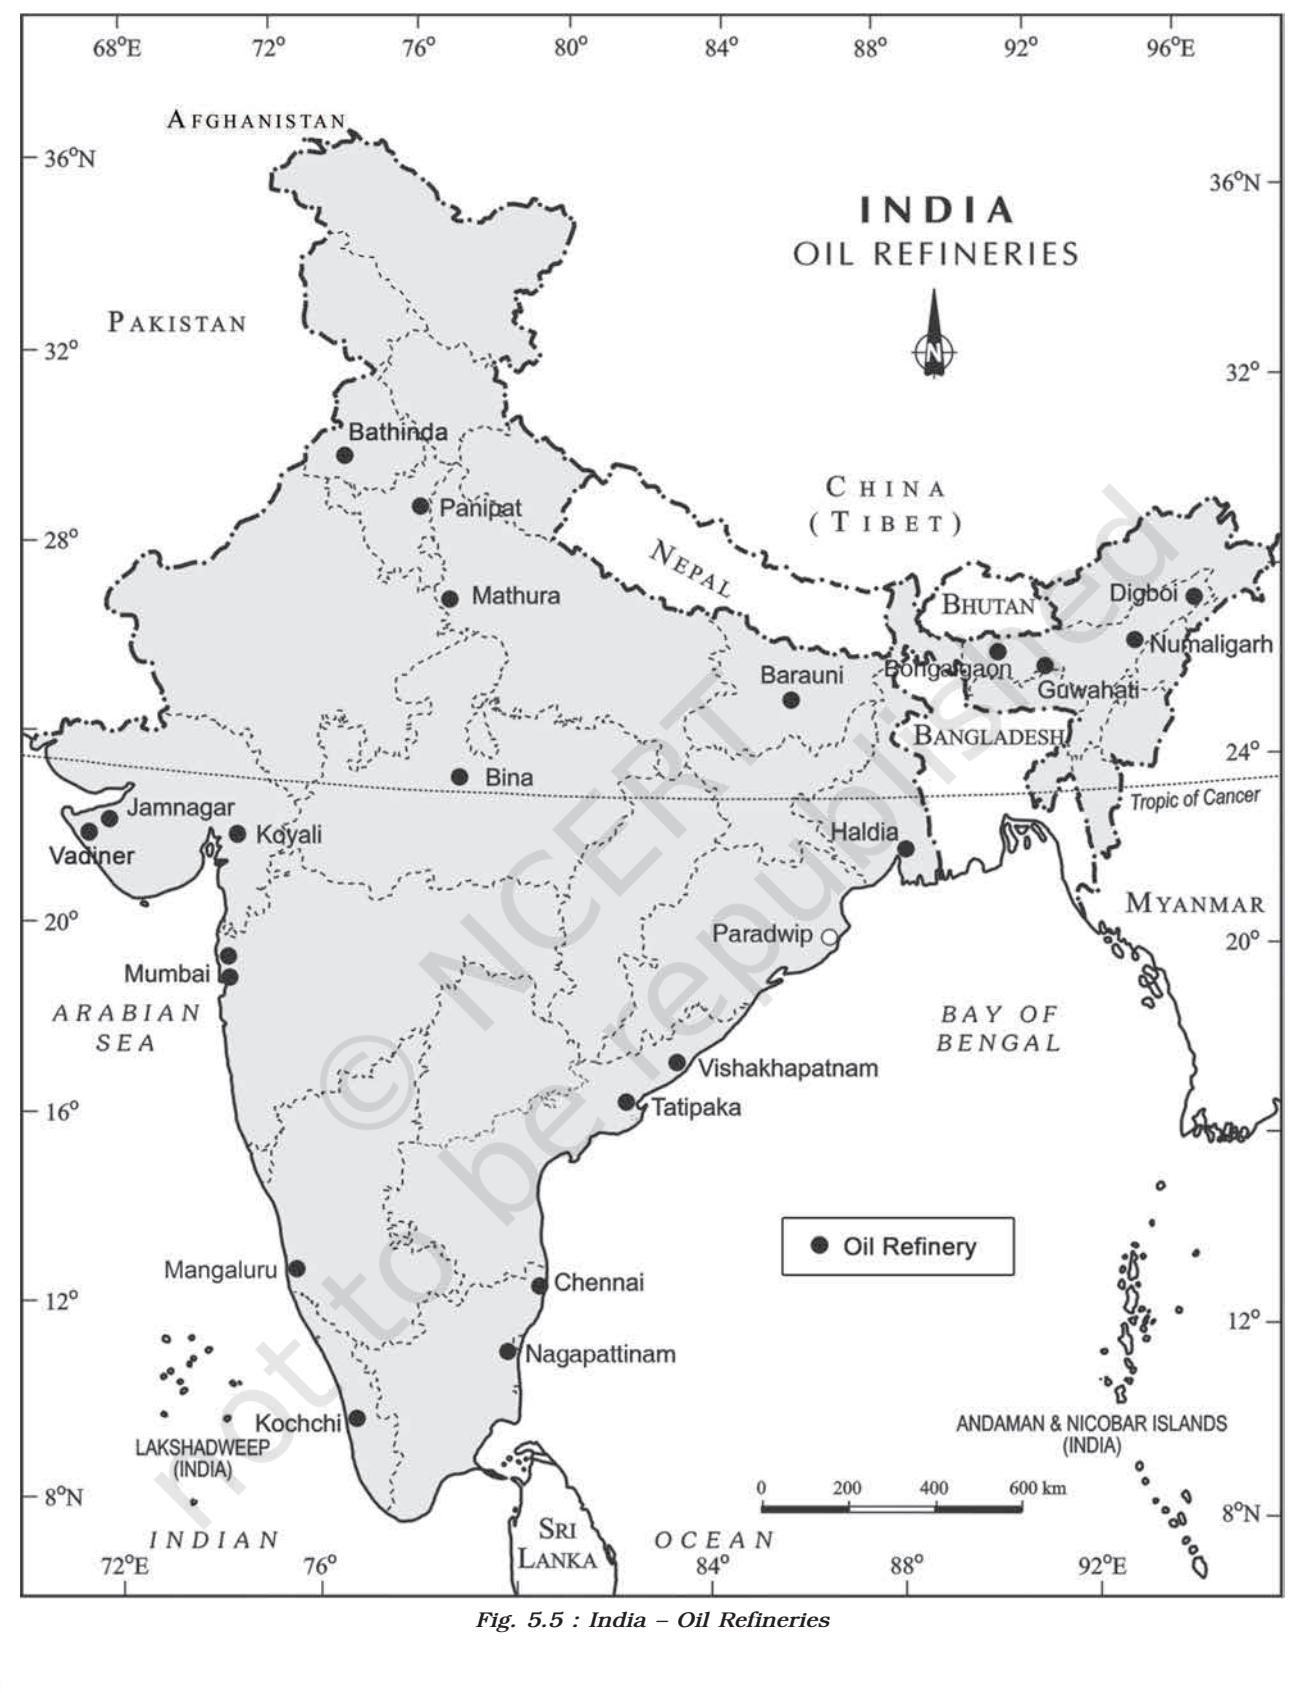 68°E 72° 76° 80° 84° 88° 92° 96°E
AFGHANISTAN
36°N
36°N
INDIA
OIL REFINERIES
N
PAKISTAN
32°
32°
Bathinda
CHINA
(TIBET)
Panipat
28°
NEPAL
Mathura
BHUTAN
Digboi
Numaligarh
Bongaigaon
Guwahati
Barauni
BANGLADESH
24°
Bina
Tropic of Cancer
Jamnagar
Koyali
Vadiner
Haldia
MYANMAR
20°
20°
Paradwip
Mumbai
ARABIAN
SEA
BAY OF
BENGAL
Vishakhapatnam
Tatipaka
16°
© NCERT
not to be republished
Oil Refinery
Mangaluru
Chennai
12°
12°
Nagapattinam
Kochchi
LAKSHADWEEP
(INDIA)
ANDAMAN & NICOBAR ISLANDS
(INDIA)
0 200 400 600 km
8°N
8°N
INDIAN
OCEAN
SRI
LANKA
72°E 76° 84° 88° 92°E
Fig. 5.5 : India – Oil Refineries